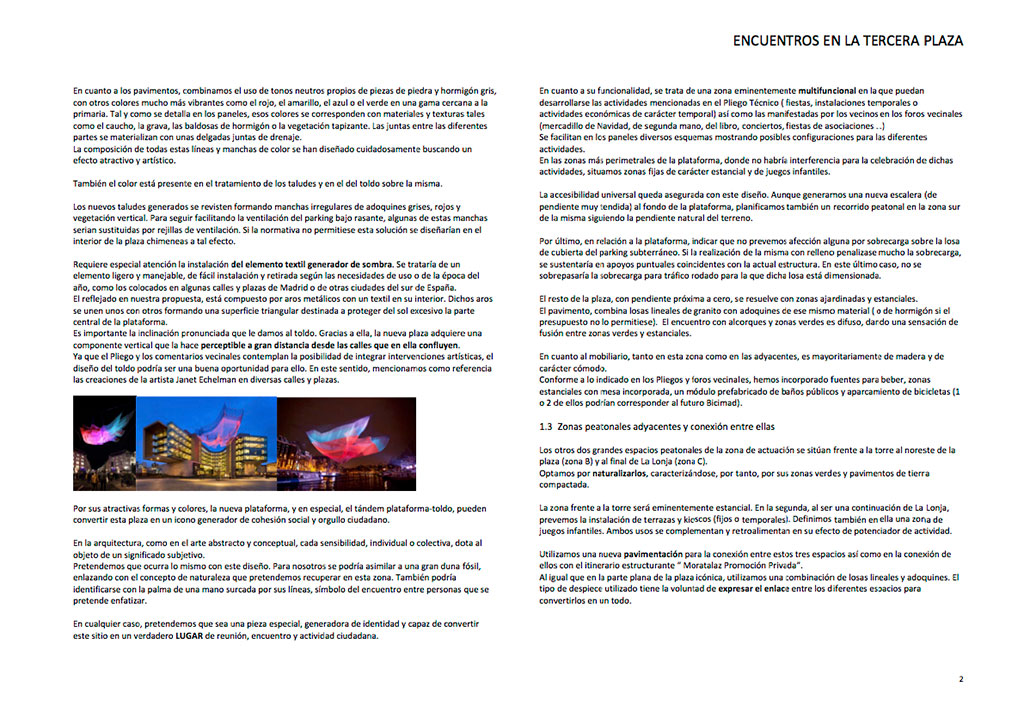 ENCUENTROS EN LA TERCERA PLAZA
En cuanto a los pavimentos, combinamos el uso de tonos neutros propios de piezas de piedra y hormigón gris,
con otros colores mucho más vibrantes como el rojo, el amarillo, el azul o el verde en una gama cercana a la
primaria. Tal y como se detalla en los paneles, esos colores se corresponden con materiales y texturas tales
como el caucho, la grava, las baldosas de hormigón o la vegetación tapizante. Las juntas entre las diferentes
partes se materializan con unas delgadas juntas de drenaje.
La composición de todas estas líneas y manchas de color se han diseñado cuidadosamente buscando un
efecto atractivo y artístico.
También el color está presente en el tratamiento de los taludes y en el del toldo sobre la misma.
Los nuevos taludes generados se revisten formando manchas irregulares de adoquines grises, rojos y
vegetación vertical. Para seguir facilitando la ventilación del parking bajo rasante, algunas de estas manchas
serian sustituidas por rejillas de ventilación. Si la normativa no permitiese esta solución se diseñarían en el
interior de la plaza chimeneas a tal efecto.
Requiere especial atención la instalación del elemento textil generador de sombra. Se trataría de un
elemento ligero y manejable, de fácil instalación y retirada según las necesidades de uso o de la época del
año, como los colocados en algunas calles y plazas de Madrid o de otras ciudades del sur de España.
El reflejado en nuestra propuesta, está compuesto por aros metálicos con un textil en su interior. Dichos aros
se unen unos con otros formando una superficie triangular destinada a proteger del sol excesivo la parte
central de la plataforma.
Es importante la inclinación pronunciada que le damos al toldo. Gracias a ella, la nueva plaza adquiere una
componente vertical que la hace perceptible a gran distancia desde las calles que en ella confluyen.
Ya que el Pliego y los comentarios vecinales contemplan la posibilidad de integrar intervenciones artísticas, el
diseño del toldo podría ser una buena oportunidad para ello. En este sentido, mencionamos como referencia
las creaciones de la artista Janet Echelman en diversas calles y plazas.
Por sus atractivas formas y colores, la nueva plataforma, y en especial, el tándem plataforma-toldo, pueden
convertir esta plaza en un icono generador de cohesión social y orgullo ciudadano.
En la arquitectura, como en el arte abstracto y conceptual, cada sensibilidad, individual o colectiva, dota al
objeto de un significado subjetivo.
Pretendemos que ocurra lo mismo con este diseño. Para nosotros se podría asimilar a una gran duna fósil,
enlazando con el concepto de naturaleza que pretendemos recuperar en esta zona. También podría
identificarse con la palma de una mano surcada por sus líneas, símbolo del encuentro entre personas que se
pretende enfatizar.
En cualquier caso, pretendemos que sea una pieza especial, generadora de identidad y capaz de convertir
este sitio en un verdadero LUGAR de reunión, encuentro y actividad ciudadana.
En cuanto a su funcionalidad, se trata de una zona eminentemente multifuncional en la que puedan
desarrollarse las actividades mencionadas en el Pliego Técnico ( fiestas, instalaciones temporales o
actividades económicas de carácter temporal) así como las manifestadas por los vecinos en los foros vecinales
(mercadillo de Navidad, de segunda mano, del libro, conciertos, fiestas de asociaciones ...)
Se facilitan en los paneles diversos esquemas mostrando posibles configuraciones para las diferentes
actividades.
En las zonas más perimetrales de la plataforma, donde no habría interferencia para la celebración de dichas
actividades, situamos zonas fijas de carácter estancial y de juegos infantiles.
La accesibilidad universal queda asegurada con este diseño. Aunque generamos una nueva escalera (de
pendiente muy tendida) al fondo de la plataforma, planificamos también un recorrido peatonal en la zona sur
de la misma siguiendo la pendiente natural del terreno.
Por último, en relación a la plataforma, indicar que no prevemos afección alguna por sobrecarga sobre la losa
de cubierta del parking subterráneo. Si la realización de la misma con relleno penalizase mucho la sobrecarga,
se sustentaría en apoyos puntuales coincidentes con la actual estructura. En este último caso, no se
sobrepasaría la sobrecarga para tráfico rodado para la que dicha losa está dimensionada.
El resto de la plaza, con pendiente próxima a cero, se resuelve con zonas ajardinadas y estanciales.
El pavimento, combina losas lineales de granito con adoquines de ese mismo material ( o de hormigón si el
presupuesto no lo permitiese). El encuentro con alcorques y zonas verdes es difuso, dando una sensación de
fusión entre zonas verdes y estanciales.
En cuanto al mobiliario, tanto en esta zona como en las adyacentes, es mayoritariamente de madera y de
carácter cómodo.
Conforme a lo indicado en los Pliegos y foros vecinales, hemos incorporado fuentes para beber, zonas
estanciales con mesa incorporada, un módulo prefabricado de baños públicos y aparcamiento de bicicletas (1
o 2 de ellos podrían corresponder al futuro Bicimad).
1.3 Zonas peatonales adyacentes y conexión entre ellas
Los otros dos grandes espacios peatonales de la zona de actuación se sitúan frente a la torre al noreste de la
plaza (zona B) y al final de La Lonja (zona C).
Optamos por naturalizarlos, caracterizándose, por tanto, por sus zonas verdes y pavimentos de tierra
compactada.
La zona frente a la torre será eminentemente estancial. En la segunda, al ser una continuación de La Lonja,
prevemos la instalación de terrazas y kioscos (fijos o temporales). Definimos también en ella una zona de
juegos infantiles. Ambos usos se complementan y retroalimentan en su efecto de potenciador de actividad.
Utilizamos una nueva pavimentación para la conexión entre estos tres espacios así como en la conexión de
ellos con el itinerario estructurante " Moratalaz Promoción Privada".
Al igual que en la parte plana de la plaza icónica, utilizamos una combinación de losas lineales y adoquines. El
tipo de despiece utilizado tiene la voluntad de expresar el enlace entre los diferentes espacios para
convertirlos en un todo.
2